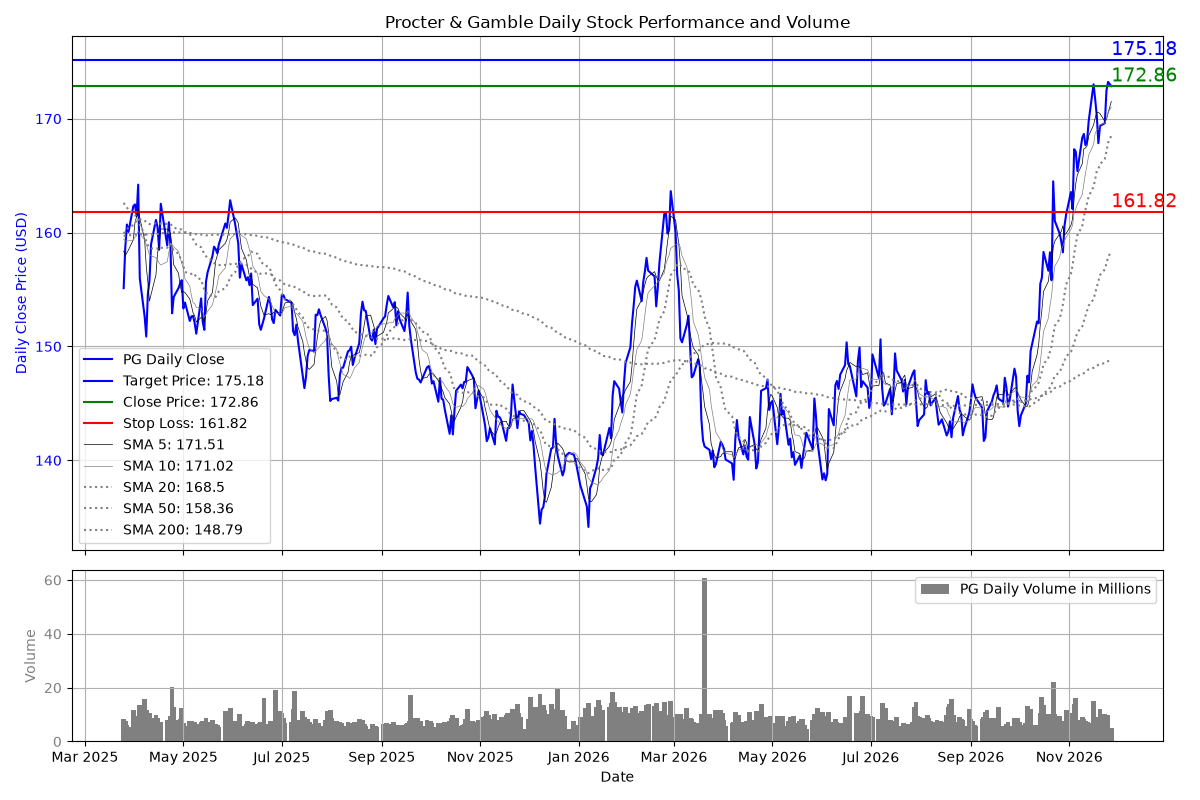 Procter & Gamble Daily Stock Performance and Volume
175.18
172.86
170
161.82
160
150
140
Daily Close Price (USD)
PG Daily Close
Target Price: 175.18
Close Price: 172.86
Stop Loss: 161.82
SMA 5: 171.51
SMA 10: 171.02
SMA 20: 168.5
SMA 50: 158.36
SMA 200: 148.79
60
40
20
0
Volume
PG Daily Volume in Millions
Mar 2025 May 2025 Jul 2025 Sep 2025 Nov 2025 Jan 2026 Mar 2026 May 2026 Jul 2026 Sep 2026 Nov 2026
Date